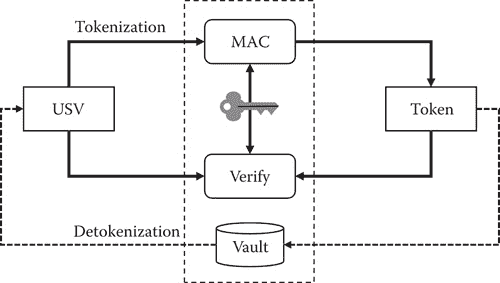 Tokenization
MAC
USV
Token
Verify
Detokenization
Vault